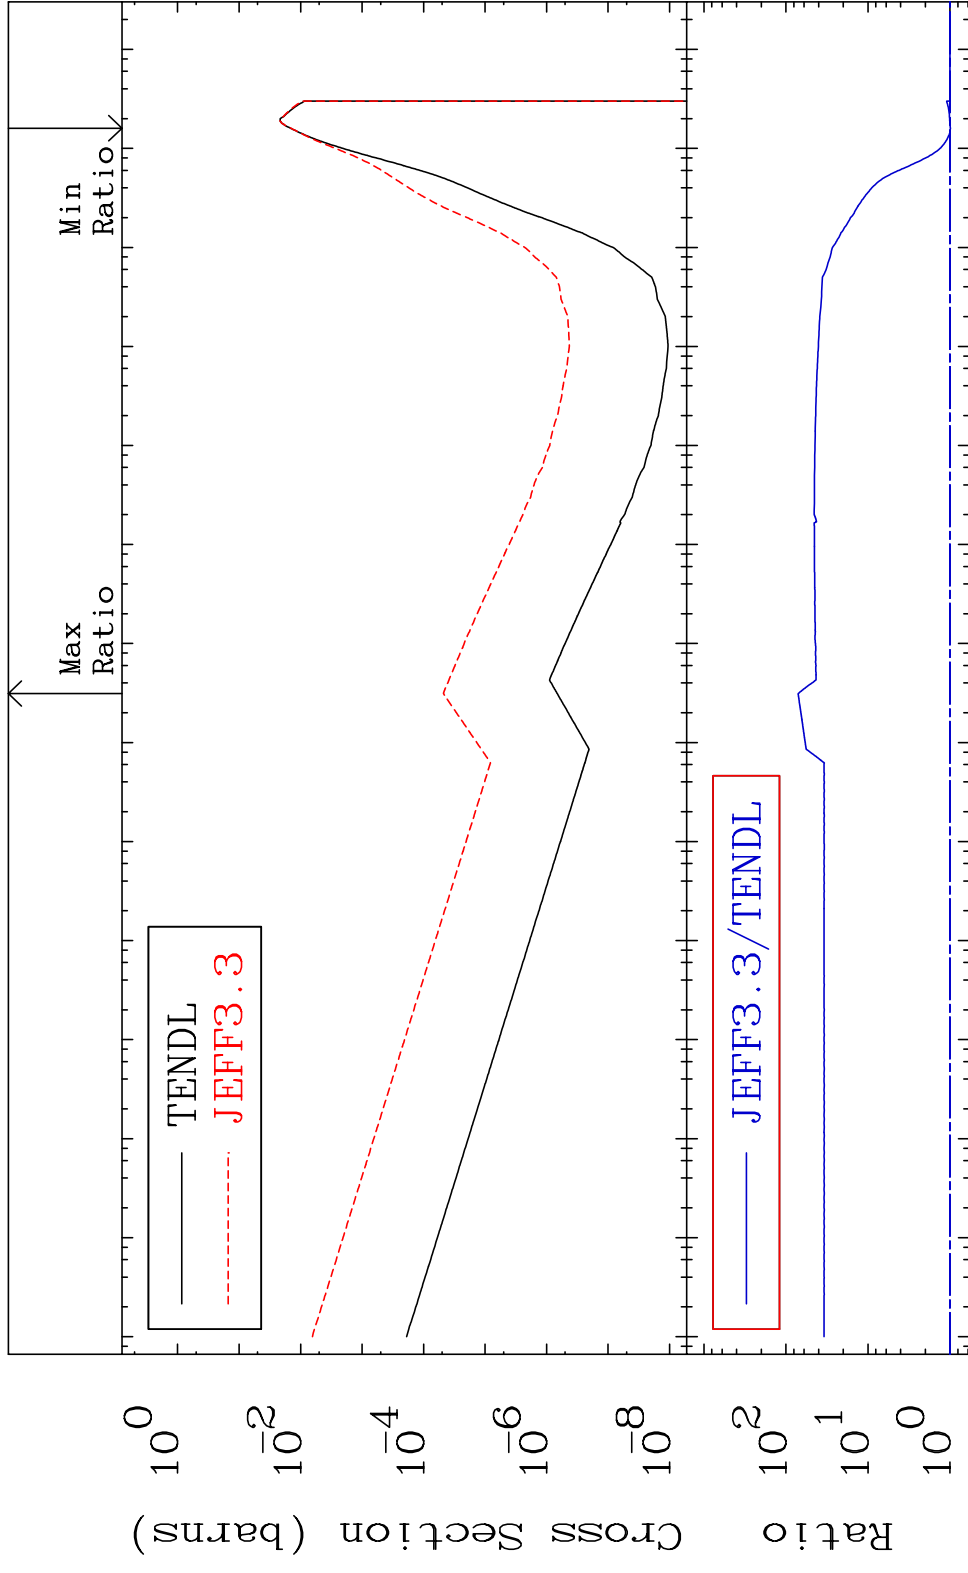 Max
Ratio
Min
Ratio
TENDL
JEFF3.3
JEFF3.3/TENDL
Cross Section (barns)
10^0
10^-2
10^-4
10^-6
10^-8
Ratio
10^2
10^1
10^0